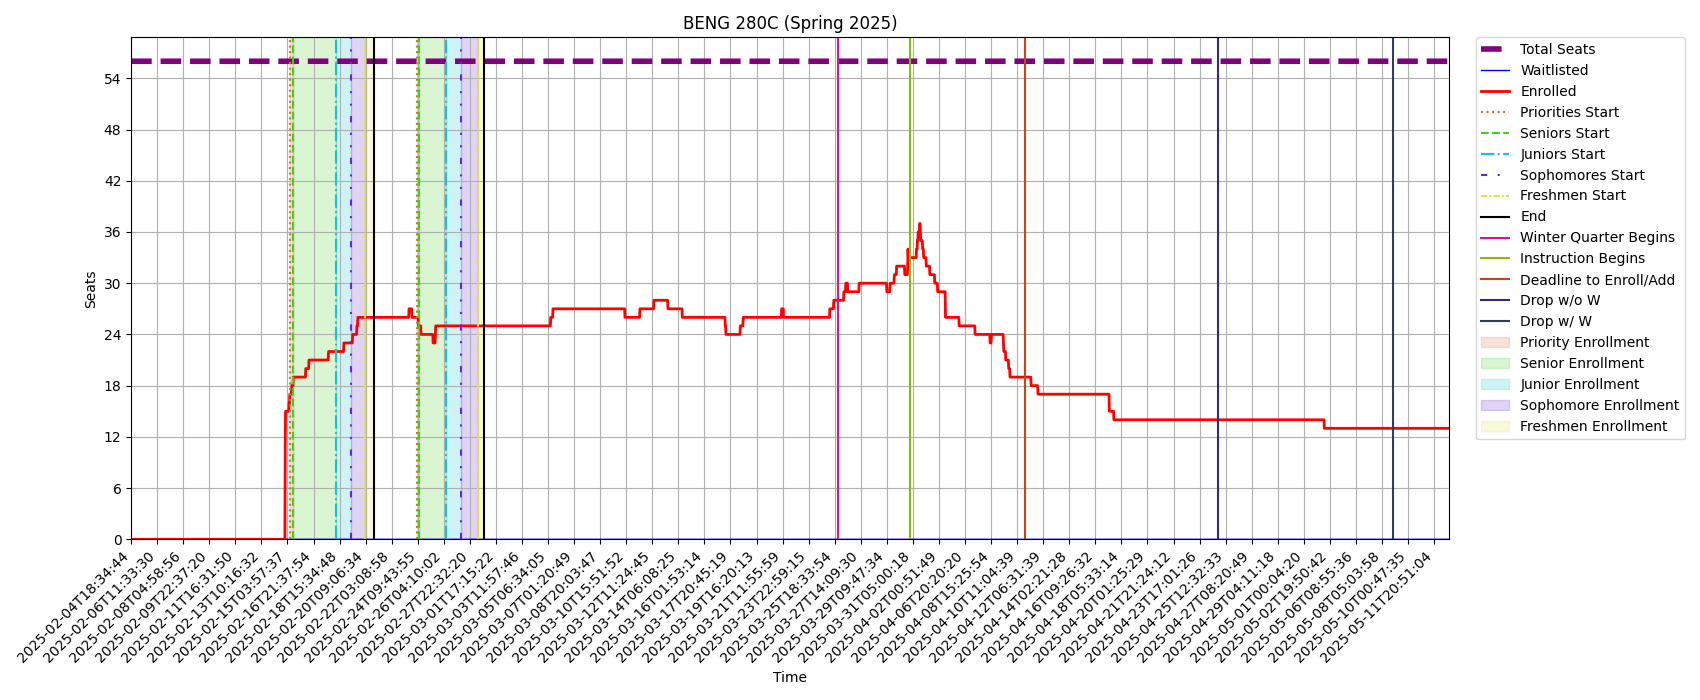 BENG 280C (Spring 2025)
Seats
54
48
42
36
30
24
18
12
6
0
2025-02-04T18:34:44
2025-02-06T11:33:30
2025-02-08T04:58:56
2025-02-09T22:37:20
2025-02-11T16:31:50
2025-02-13T10:16:32
2025-02-15T03:57:37
2025-02-16T21:37:54
2025-02-18T15:34:48
2025-02-20T09:06:34
2025-02-22T03:08:58
2025-02-24T09:43:55
2025-02-26T04:10:02
2025-02-27T22:32:20
2025-03-01T17:15:22
2025-03-03T11:57:46
2025-03-05T06:34:05
2025-03-07T01:20:49
2025-03-08T20:03:47
2025-03-10T15:51:52
2025-03-12T11:24:45
2025-03-14T06:08:25
2025-03-16T01:53:14
2025-03-17T20:45:19
2025-03-19T16:20:13
2025-03-21T11:55:59
2025-03-23T22:59:15
2025-03-25T18:33:54
2025-03-27T14:09:30
2025-03-29T09:47:34
2025-03-31T05:00:18
2025-04-02T00:51:49
2025-04-06T20:20:20
2025-04-08T15:25:54
2025-04-10T11:04:39
2025-04-12T06:31:39
2025-04-14T02:21:28
2025-04-16T09:26:32
2025-04-18T05:33:14
2025-04-20T01:25:29
2025-04-21T21:24:12
2025-04-23T17:01:26
2025-04-25T12:32:33
2025-04-27T08:20:49
2025-04-29T04:11:18
2025-05-01T00:04:20
2025-05-02T19:50:42
2025-05-06T08:55:36
2025-05-08T05:03:58
2025-05-10T00:47:35
2025-05-11T20:51:04
Time
Total Seats
Waitlisted
Enrolled
Priorities Start
Seniors Start
Juniors Start
Sophomores Start
Freshmen Start
End
Winter Quarter Begins
Instruction Begins
Deadline to Enroll/Add
Drop w/o W
Drop w/ W
Priority Enrollment
Senior Enrollment
Junior Enrollment
Sophomore Enrollment
Freshmen Enrollment